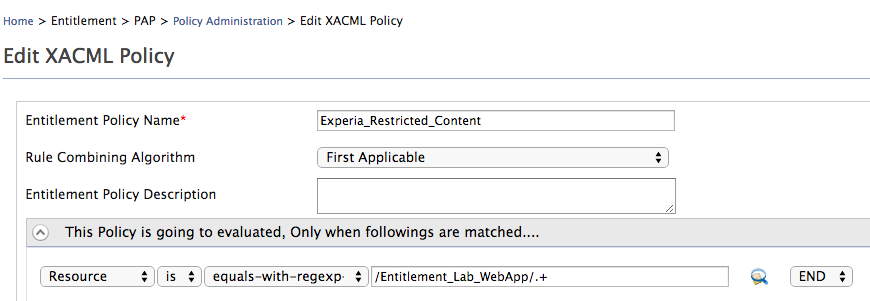 Home > Entitlement > PAP > Policy Administration > Edit XACML Policy
Edit XACML Policy
Entitlement Policy Name* Experia_Restricted_Content
Rule Combining Algorithm First Applicable
Entitlement Policy Description
This Policy is going to evaluated, Only when followings are matched....
Resource is equals-with-regexp- /Entitlement_Lab_WebApp/.+ END